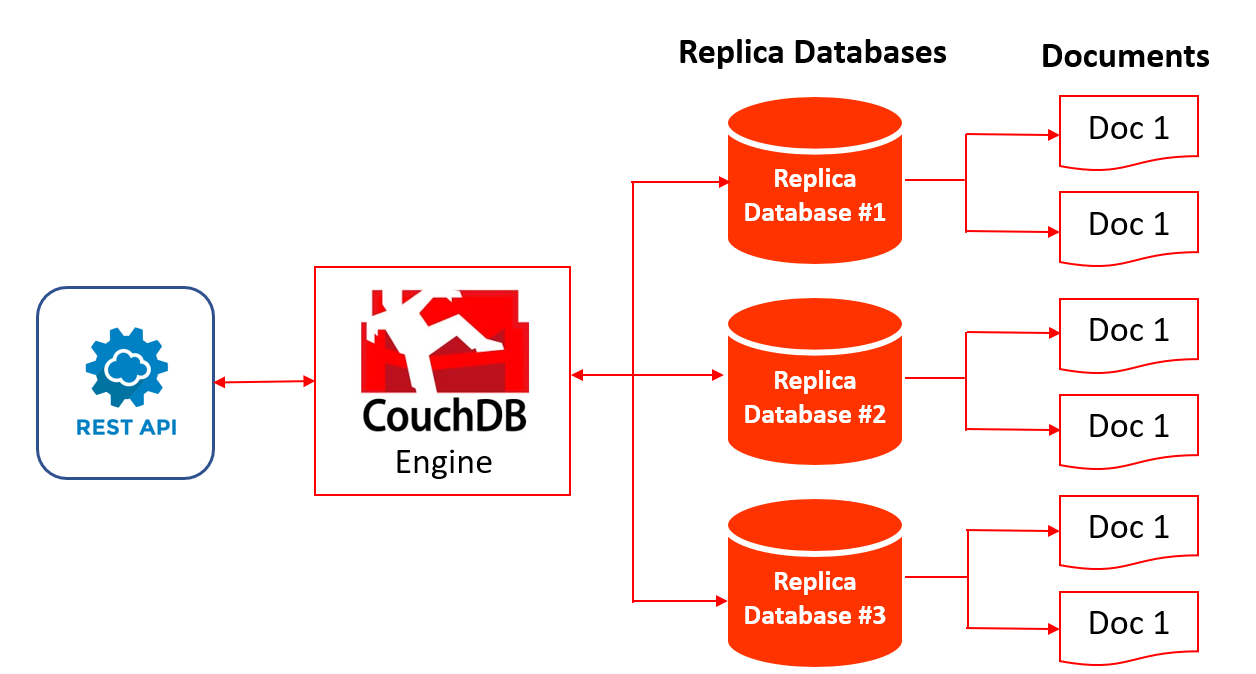 Replica Databases
Documents
REST API
CouchDB
Engine
Replica
Database #1
Doc 1
Doc 1
Replica
Database #2
Doc 1
Doc 1
Replica
Database #3
Doc 1
Doc 1